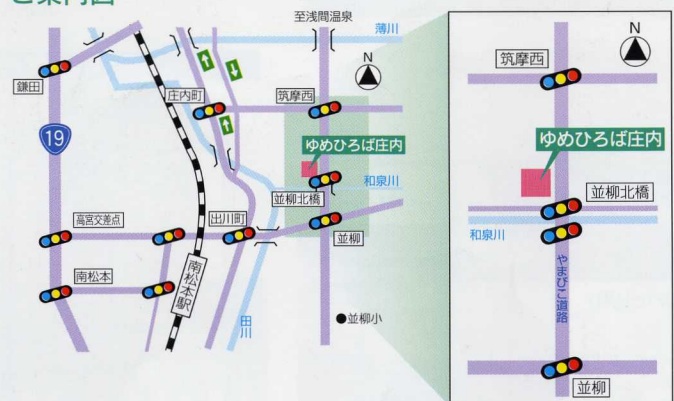 ご案内図
至浅間温泉
薄川
N
鎌田
庄内町
筑摩西
19
ゆめひろば庄内
和泉川
並柳北橋
高宮交差点
出川町
並柳
南松本
南松本駅
田川
●並柳小
N
筑摩西
ゆめひろば庄内
並柳北橋
和泉川
やまびこ道路
並柳